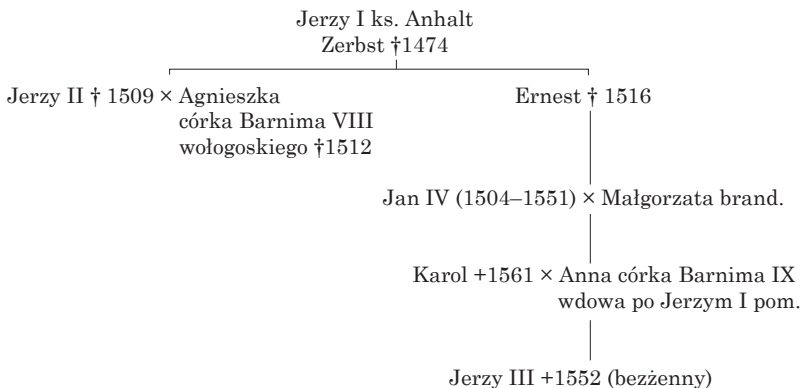 Jerzy I ks. Anhalt
Zerbst †1474
Jerzy II † 1509 × Agnieszka
córka Barnima VIII
wołogoskiego †1512
Ernest † 1516
Jan IV (1504–1551) × Małgorzata brand.
Karol +1561 × Anna córka Barnima IX
wdowa po Jerzym I pom.
Jerzy III +1552 (bezżenny)